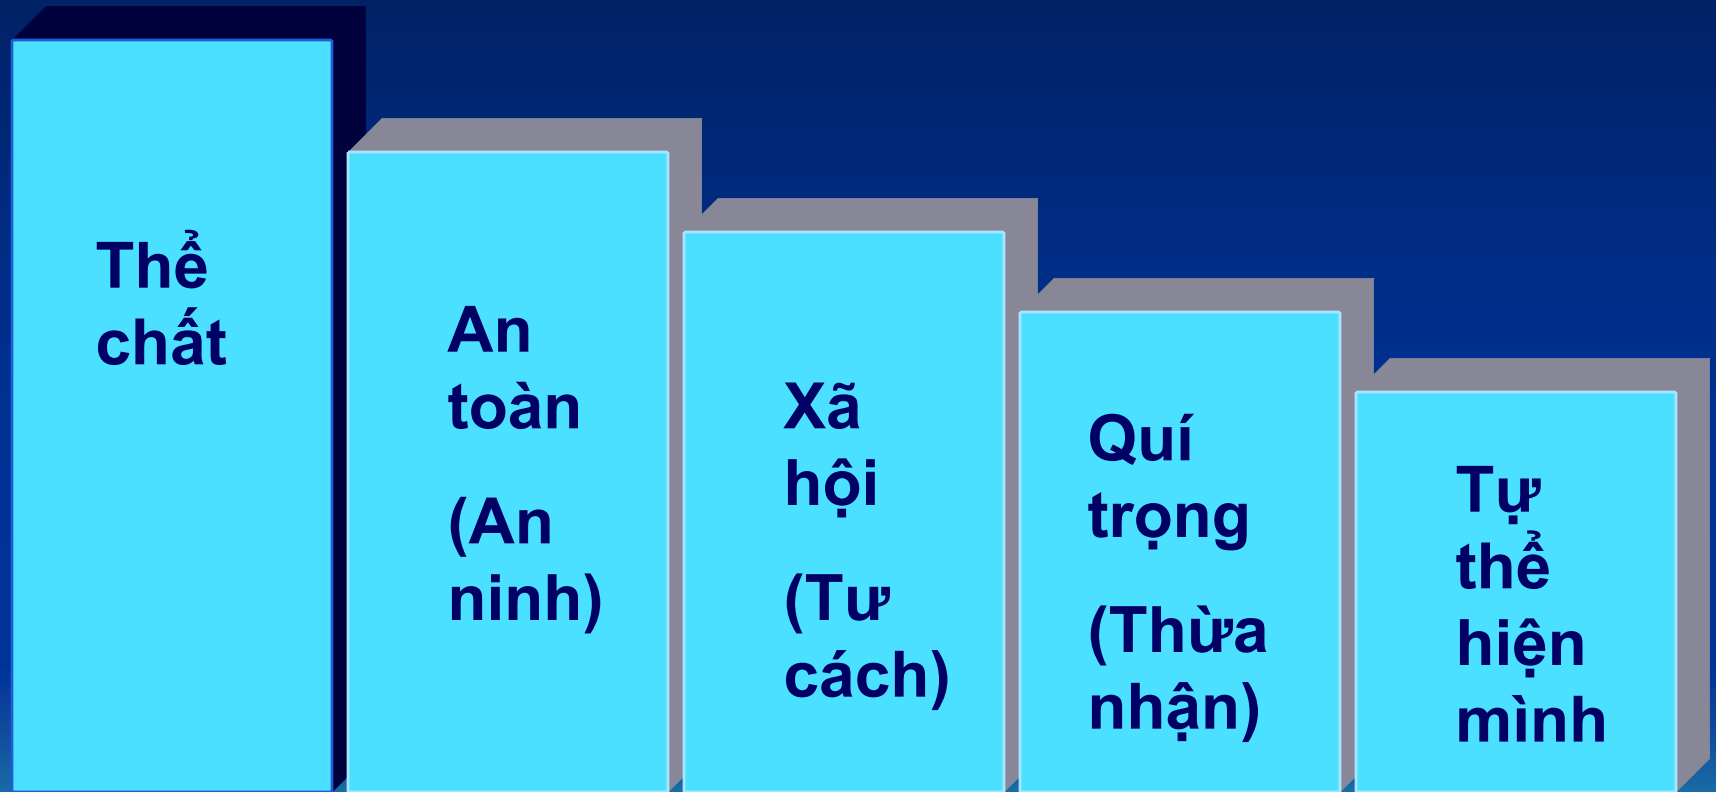 Thể
chất
An
toàn
(An
ninh)
Xã
hội
(Tư
cách)
Quí
trọng
(Thừa
nhận)
Tự
thể
hiện
mình